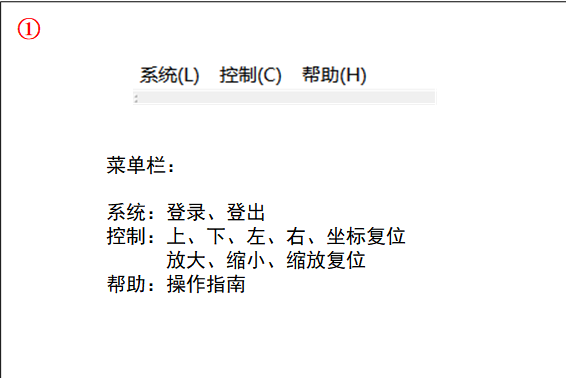 ①
系统(L) 控制(C) 帮助(H)
菜单栏：
系统：登录、登出
控制：上、下、左、右、坐标复位
放大、缩小、缩放复位
帮助：操作指南